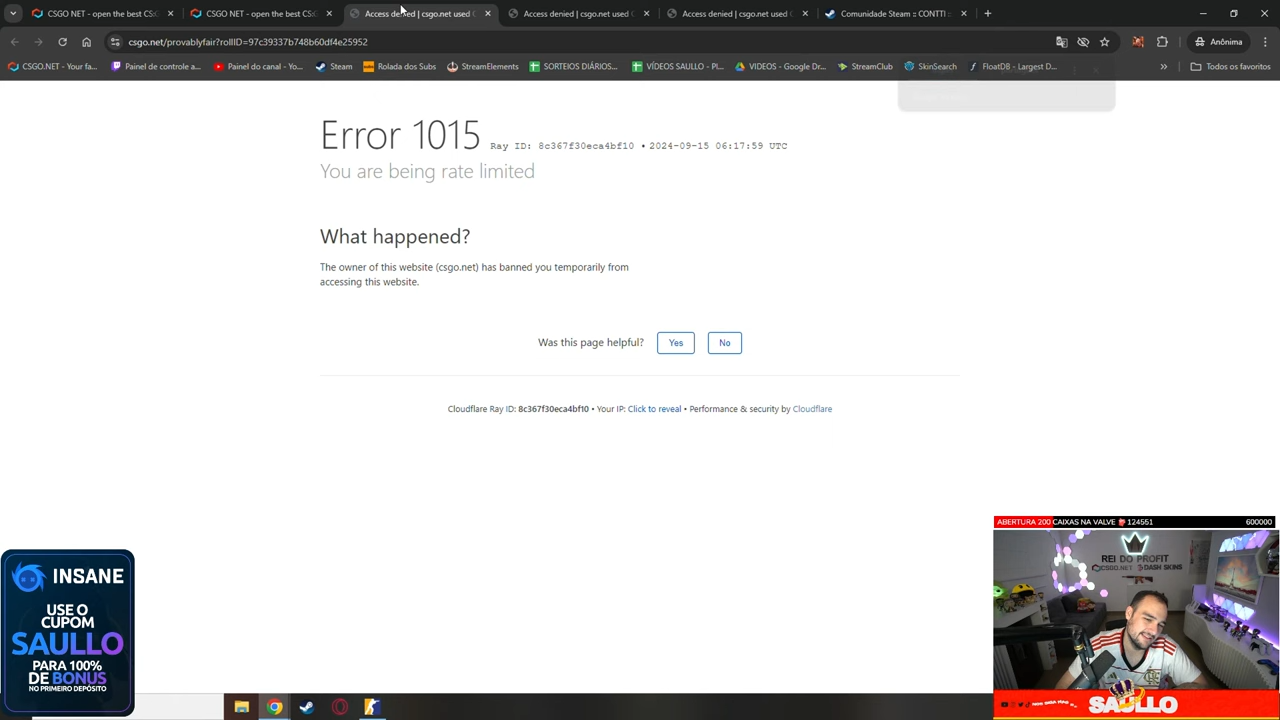 CSGO NET - open the best CS:
CSGO NET - open the best CS:
Access denied | csgo.net used
Access denied | csgo.net used
Access denied | csgo.net used
Comunidade Steam :: CONTTI ::
csgo.net/provablyfair?rollID=97c39337b748b60df4e25952
Anônima
CSGO.NET - Your fa...
Painel de controle a...
Painel do canal - Yo...
Steam
Rolada dos Subs
StreamElements
SORTEIOS DIÁRIOS...
VÍDEOS SAULLO - Pl...
VIDEOS - Google Dr...
StreamClub
SkinSearch
FloatDB - Largest D...
»
Todos os favoritos
Error 1015
Ray ID: 8c367f30eca4bf10 • 2024-09-15 06:17:59 UTC
You are being rate limited
What happened?
The owner of this website (csgo.net) has banned you temporarily from
accessing this website.
Was this page helpful?
Yes
No
Cloudflare Ray ID: 8c367f30eca4bf10 • Your IP: Click to reveal • Performance & security by Cloudflare
INSANE
USE O
CUPOM
SAULLO
PARA 100%
DE BONUS
NO PRIMEIRO DEPÓSITO
ABERTURA 200 CAIXAS NA VALVE 124551
600000
REI DO PROFIT
CSGO.NET
DASH SKINS
SAULLO